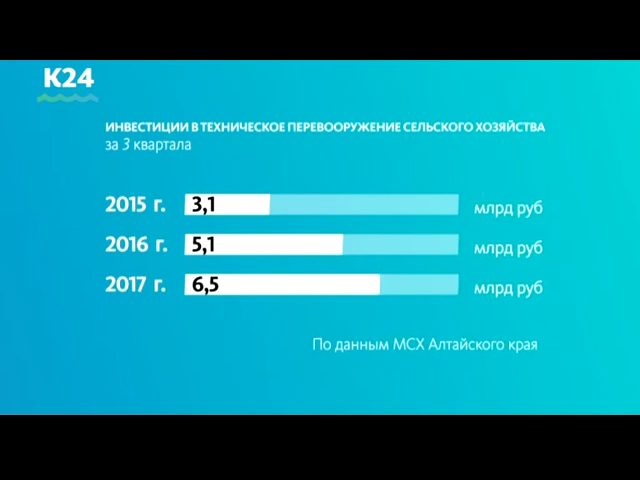 К24
ИНВЕСТИЦИИ В ТЕХНИЧЕСКОЕ ПЕРЕВООРУЖЕНИЕ СЕЛЬСКОГО ХОЗЯЙСТВА
за 3 квартала
2015 г. 3,1 млрд руб
2016 г. 5,1 млрд руб
2017 г. 6,5 млрд руб
По данным МСХ Алтайского края